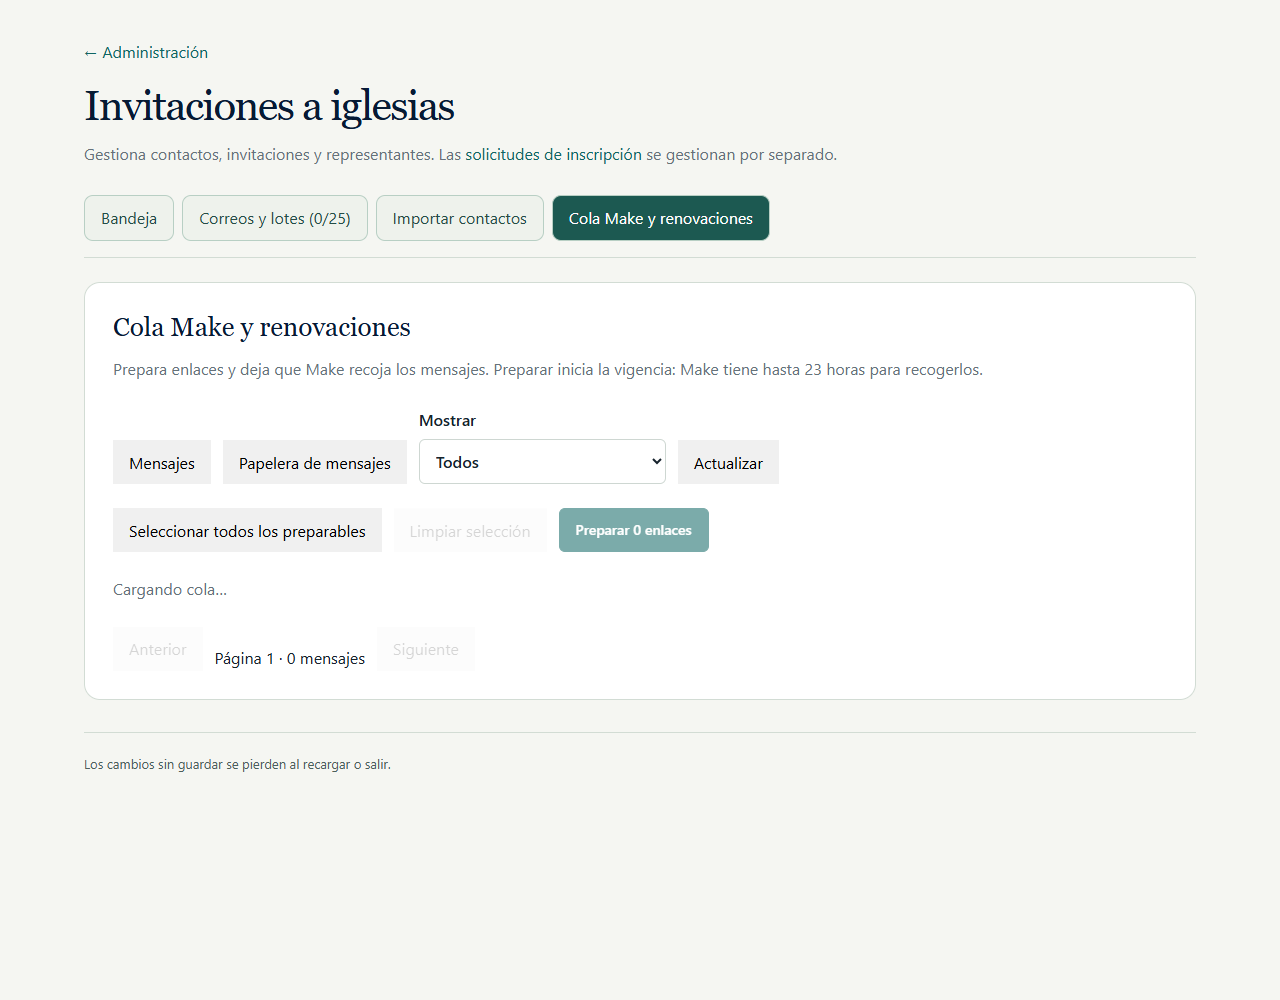 ← Administración
Invitaciones a iglesias
Gestiona contactos, invitaciones y representantes. Las solicitudes de inscripción se gestionan por separado.
Bandeja
Correos y lotes (0/25)
Importar contactos
Cola Make y renovaciones
Cola Make y renovaciones
Prepara enlaces y deja que Make recoja los mensajes. Preparar inicia la vigencia: Make tiene hasta 23 horas para recogerlos.
Mostrar
Mensajes
Papelera de mensajes
Todos
Actualizar
Seleccionar todos los preparables
Limpiar selección
Preparar 0 enlaces
Cargando cola...
Anterior
Página 1 · 0 mensajes
Siguiente
Los cambios sin guardar se pierden al recargar o salir.